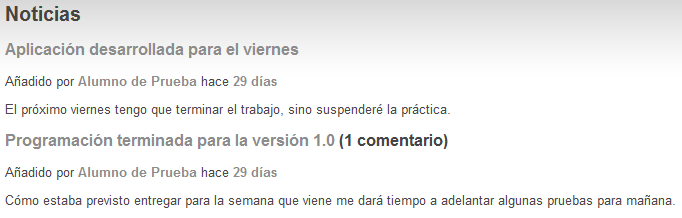 Noticias
Aplicación desarrollada para el viernes
Añadido por Alumno de Prueba hace 29 días
El próximo viernes tengo que terminar el trabajo, sino suspenderé la práctica.
Programación terminada para la versión 1.0 (1 comentario)
Añadido por Alumno de Prueba hace 29 días
Cómo estaba previsto entregar para la semana que viene me dará tiempo a adelantar algunas pruebas para mañana.